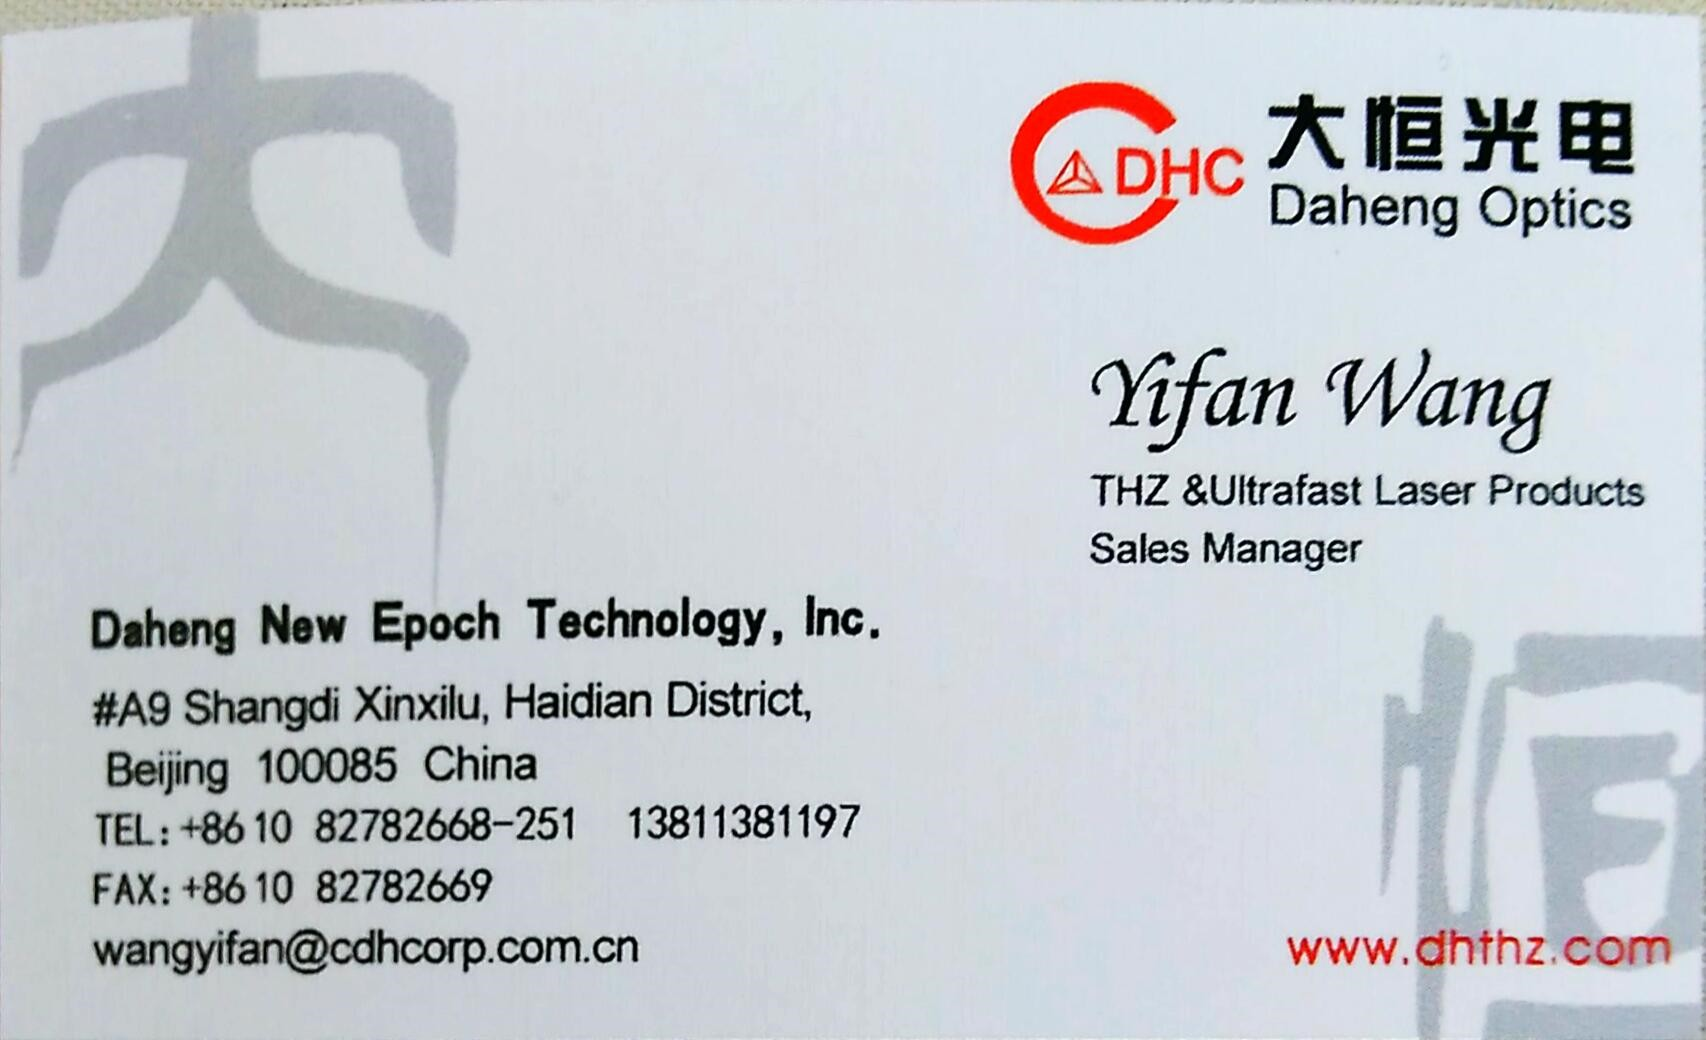 大
DHC 大恒光电
Daheng Optics
Yifan Wang
THZ &Ultrafast Laser Products
Sales Manager
Daheng New Epoch Technology, Inc.
#A9 Shangdi Xinxilu, Haidian District,
Beijing 100085 China
TEL: +86 10 82782668-251 13811381197
FAX: +86 10 82782669
wangyifan@cdhcorp.com.cn
恒
www.dhthz.com